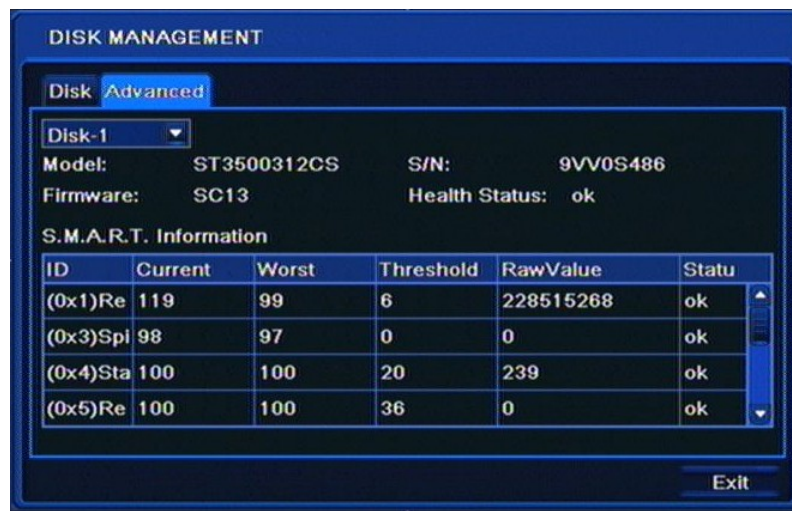 DISK MANAGEMENT
Disk Advanced
Disk-1
Model: ST3500312CS S/N: 9VV0S486
Firmware: SC13 Health Status: ok
S.M.A.R.T. Information
ID Current Worst Threshold RawValue Statu
(0x1)Re 119 99 6 228515268 ok
(0x3)Spi 98 97 0 0 ok
(0x4)Sta 100 100 20 239 ok
(0x5)Re 100 100 36 0 ok
Exit